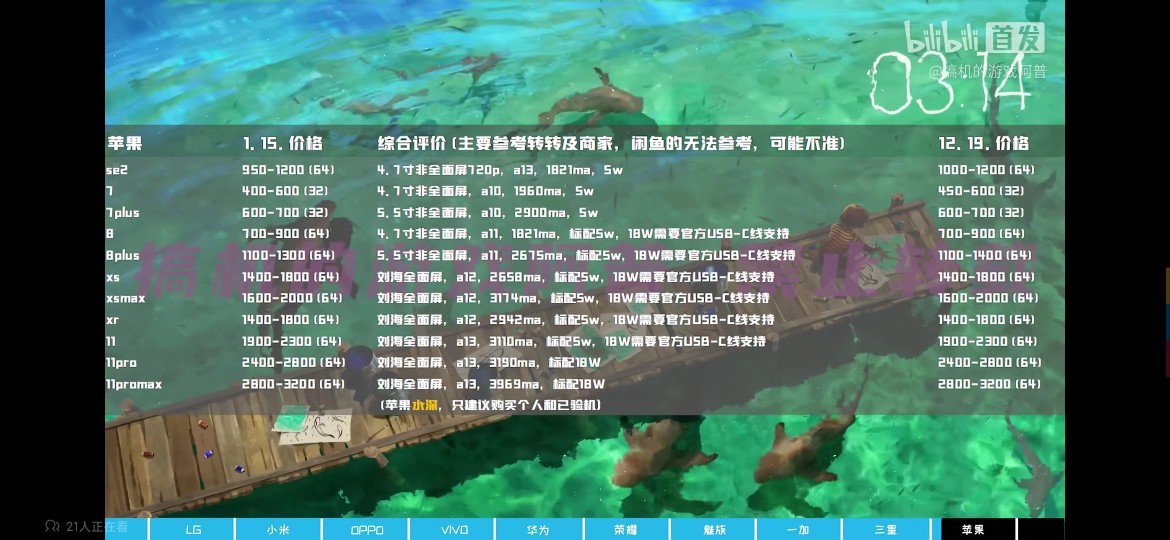 bilibili 首发
@搞机的游戏阿普
03.14
苹果 1.15.价格 综合评价(主要参考转转及商家,闲鱼的无法参考,可能不准) 12.19.价格
se2 950-1200(64) 4.7寸非全面屏720p, a13, 1821ma, 5w 1000-1200(64)
7 400-600(32) 4.7寸非全面屏, a10, 1960ma, 5w 450-600(32)
7plus 600-700(32) 5.5寸非全面屏, a10, 2900ma, 5w 600-700(32)
8 700-900(64) 4.7寸非全面屏, a11, 1821ma, 标配5w, 18W需要官方USB-C线支持 700-900(64)
8plus 1100-1300(64) 5.5寸非全面屏, a11, 2675ma, 标配5w, 18W需要官方USB-C线支持 1100-1400(64)
xs 1400-1800(64) 刘海全面屏, a12, 2658ma, 标配5w, 18W需要官方USB-C线支持 1400-1800(64)
xsmax 1600-2000(64) 刘海全面屏, a12, 3174ma, 标配5w, 18W需要官方USB-C线支持 1600-2000(64)
xr 1400-1800(64) 刘海全面屏, a12, 2942ma, 标配5w, 18W需要官方USB-C线支持 1400-1800(64)
11 1900-2300(64) 刘海全面屏, a13, 3110ma, 标配5w, 18W需要官方USB-C线支持 1900-2300(64)
11pro 2400-2800(64) 刘海全面屏, a13, 3190ma, 标配18W 2400-2800(64)
11promax 2800-3200(64) 刘海全面屏, a13, 3969ma, 标配18W 2800-3200(64)
(苹果水深,只建议购买个人和已验机)
21人正在看 LG 小米 OPPO VIVO 华为 荣耀 魅族 一加 三星 苹果